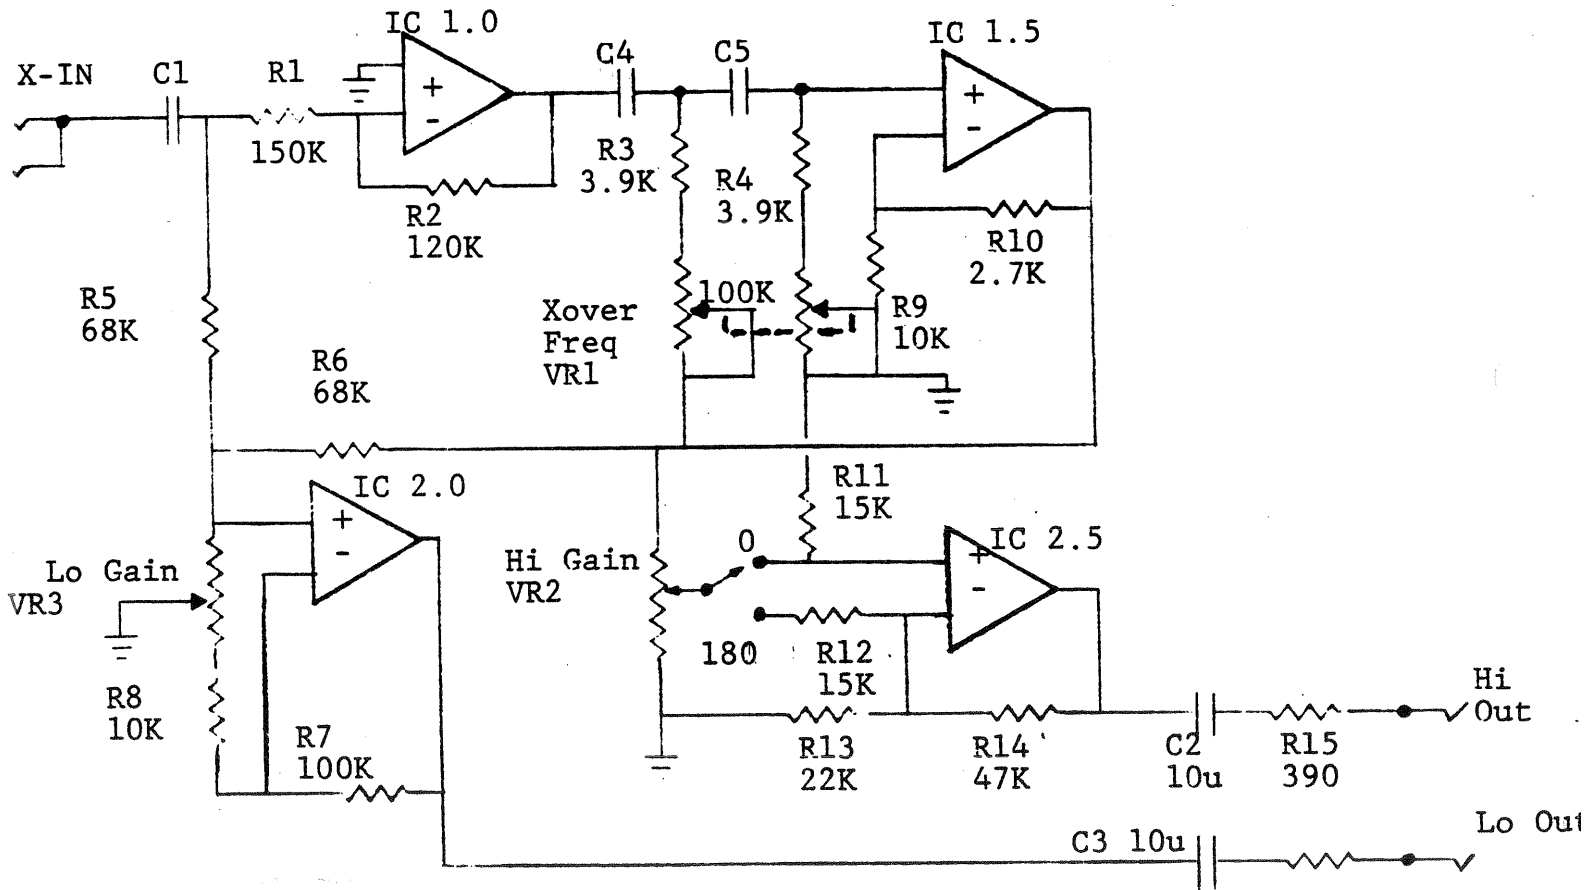 IC 1.0
IC 1.5
X-IN
C1
R1
C4
C5
+
-
+
-
150K
R3
3.9K
R4
3.9K
R2
120K
R10
2.7K
R5
68K
100K
R9
10K
Xover
Freq
VR1
R6
68K
IC 2.0
+
-
R11
15K
Lo Gain
VR3
Hi Gain
VR2
0
IC 2.5
+
-
180
R12
15K
R8
10K
R7
100K
R13
22K
R14
47K
C2
10u
R15
390
Hi
Out
C3 10u
Lo Out